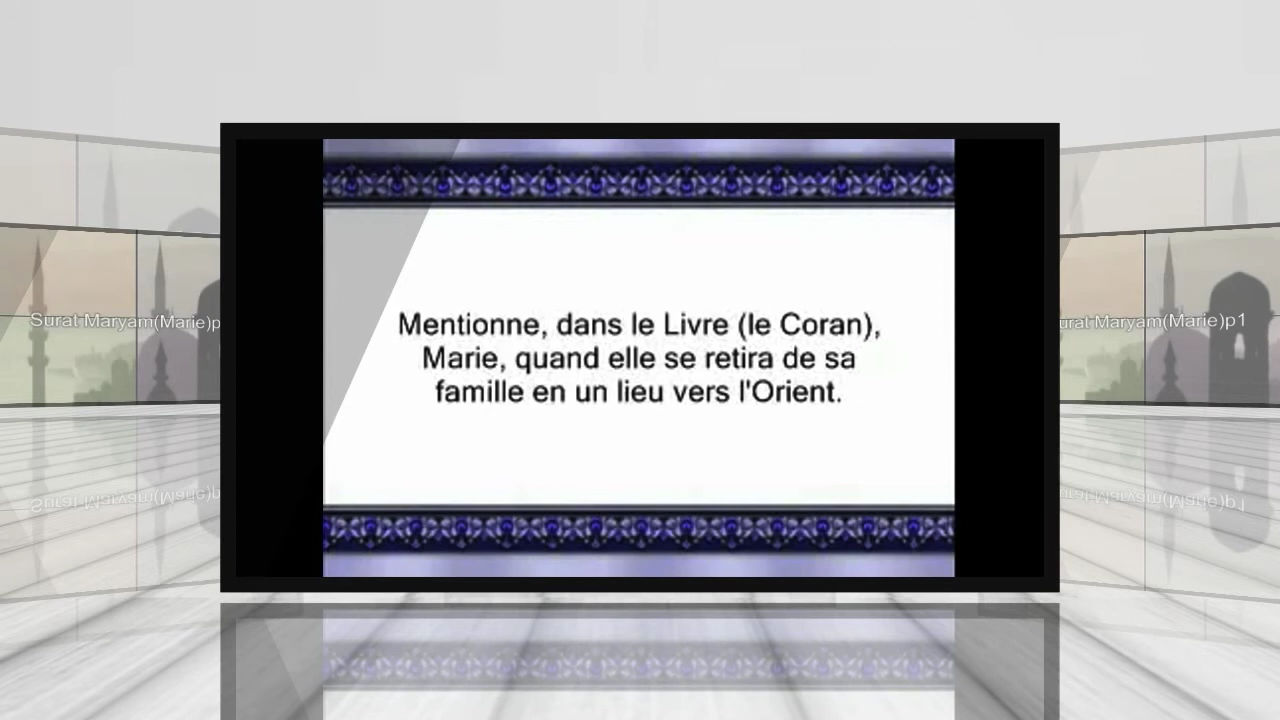 Mentionne, dans le Livre (le Coran),
Marie, quand elle se retira de sa
famille en un lieu vers l'Orient.
Surat Maryam(Marie)p
urat Maryam(Marie)p1